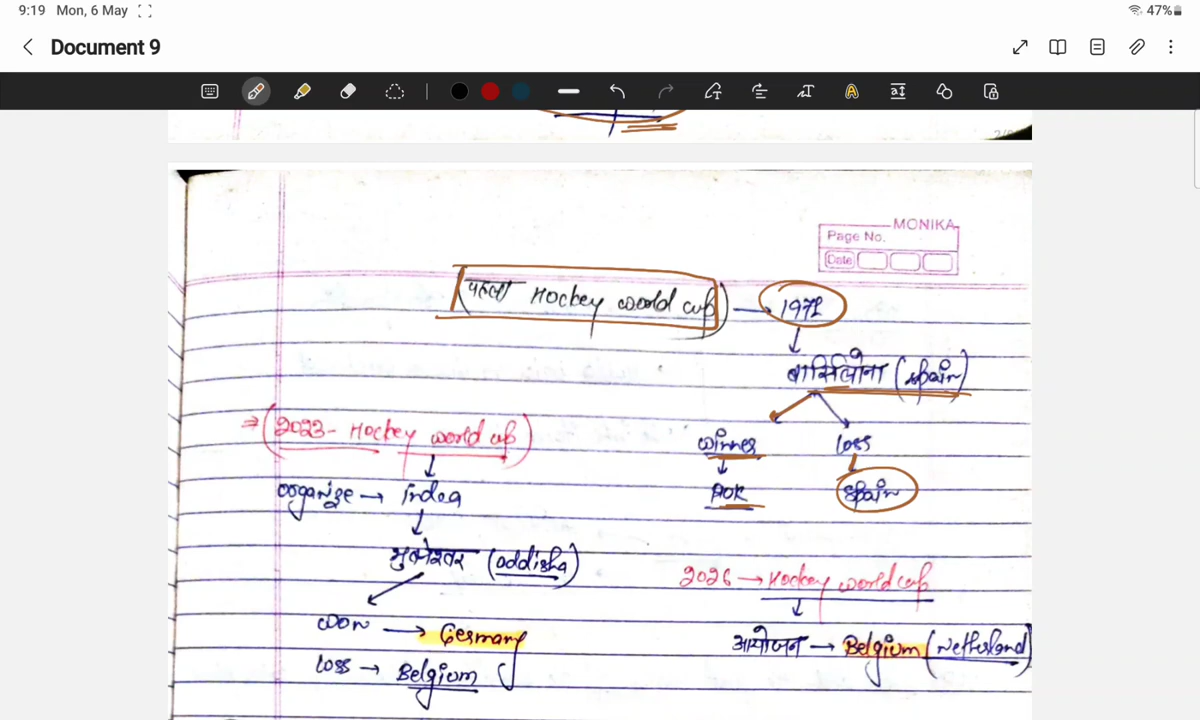 9:19 Mon, 6 May 47%
Document 9
MONIKA
Page No.
Date
(पहला Hockey world cup) → 1971
बार्सिलोना (spain)
winner loss
PAK spain
⇒ (2023 - Hockey world cup)
organize → India
भुवनेश्वर (oddisha)
won → Germany
loss → Belgium
2026 → Hockey world cup
आयोजन → Belgium (Netherland)